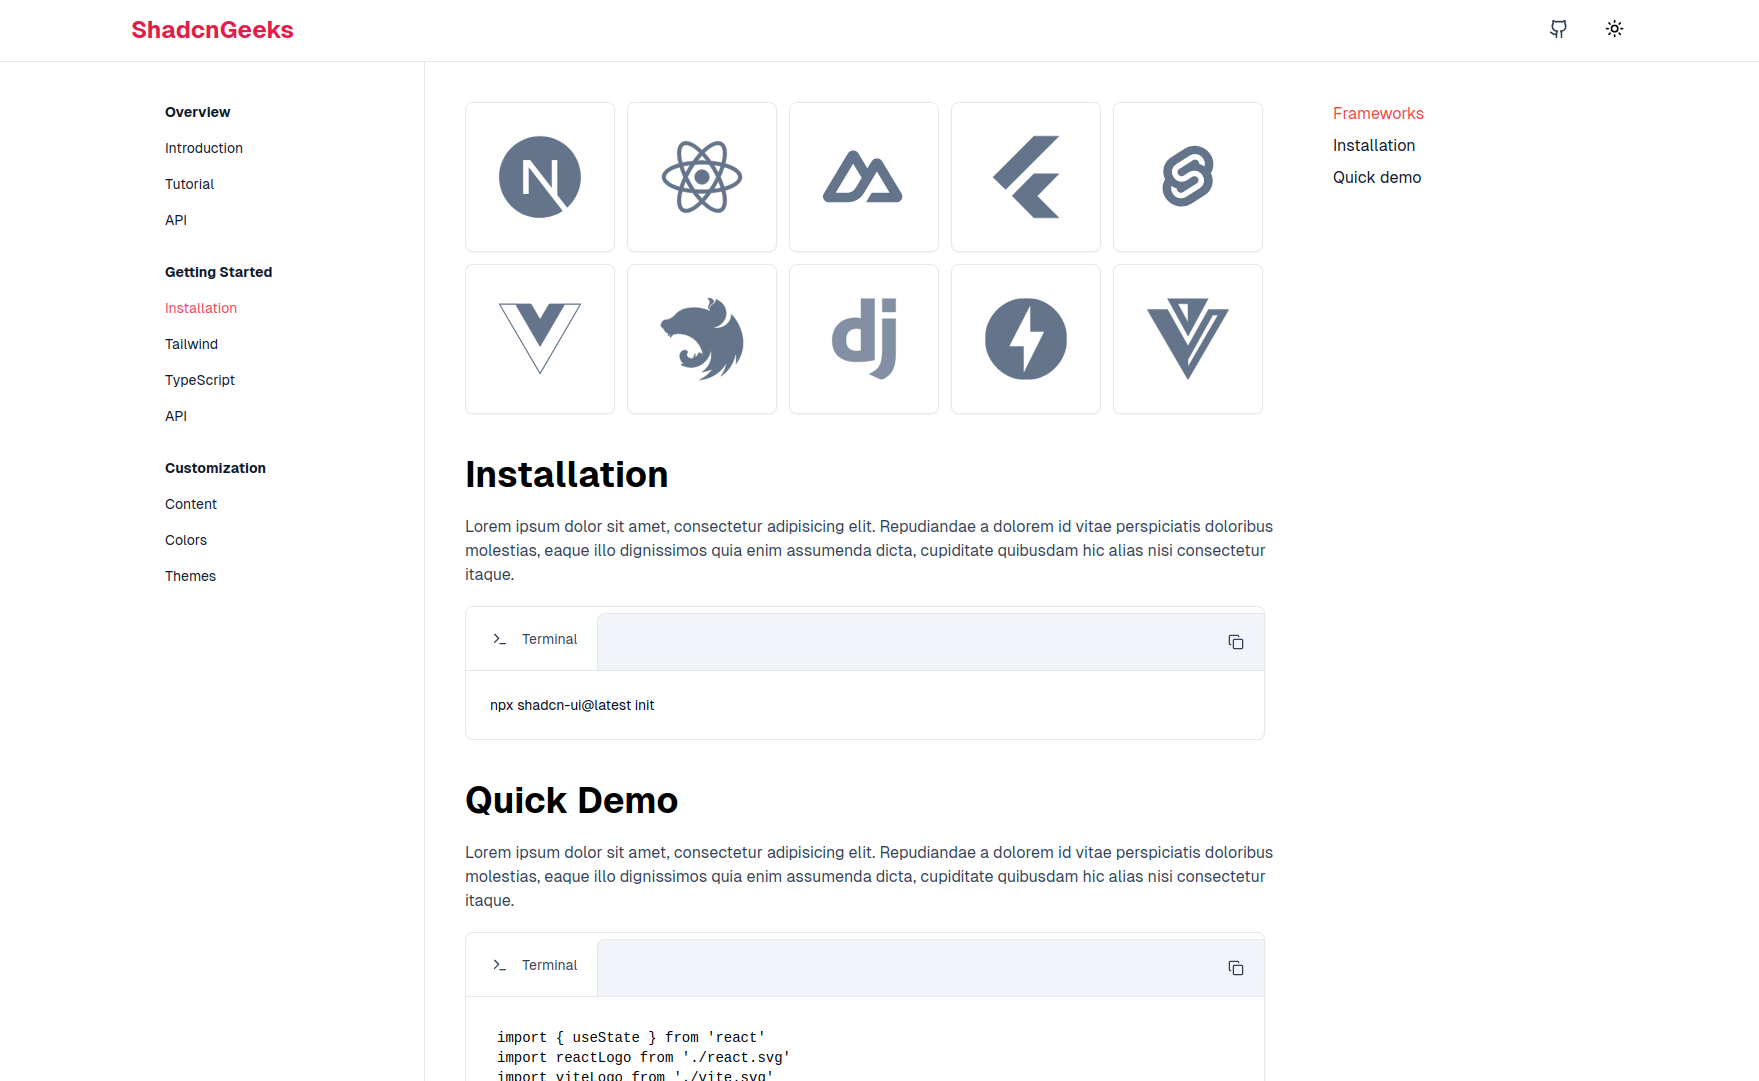 ShadcnGeeks
Overview
Introduction
Tutorial
API
Getting Started
Installation
Tailwind
TypeScript
API
Customization
Content
Colors
Themes
N
dj
Installation
Lorem ipsum dolor sit amet, consectetur adipisicing elit. Repudiandae a dolorem id vitae perspiciatis doloribus
molestias, eaque illo dignissimos quia enim assumenda dicta, cupiditate quibusdam hic alias nisi consectetur
itaque.
Terminal
npx shadcn-ui@latest init
Quick Demo
Lorem ipsum dolor sit amet, consectetur adipisicing elit. Repudiandae a dolorem id vitae perspiciatis doloribus
molestias, eaque illo dignissimos quia enim assumenda dicta, cupiditate quibusdam hic alias nisi consectetur
itaque.
Terminal
import { useState } from 'react'
import reactLogo from './react.svg'
import viteLogo from './vite.svg'
Frameworks
Installation
Quick demo